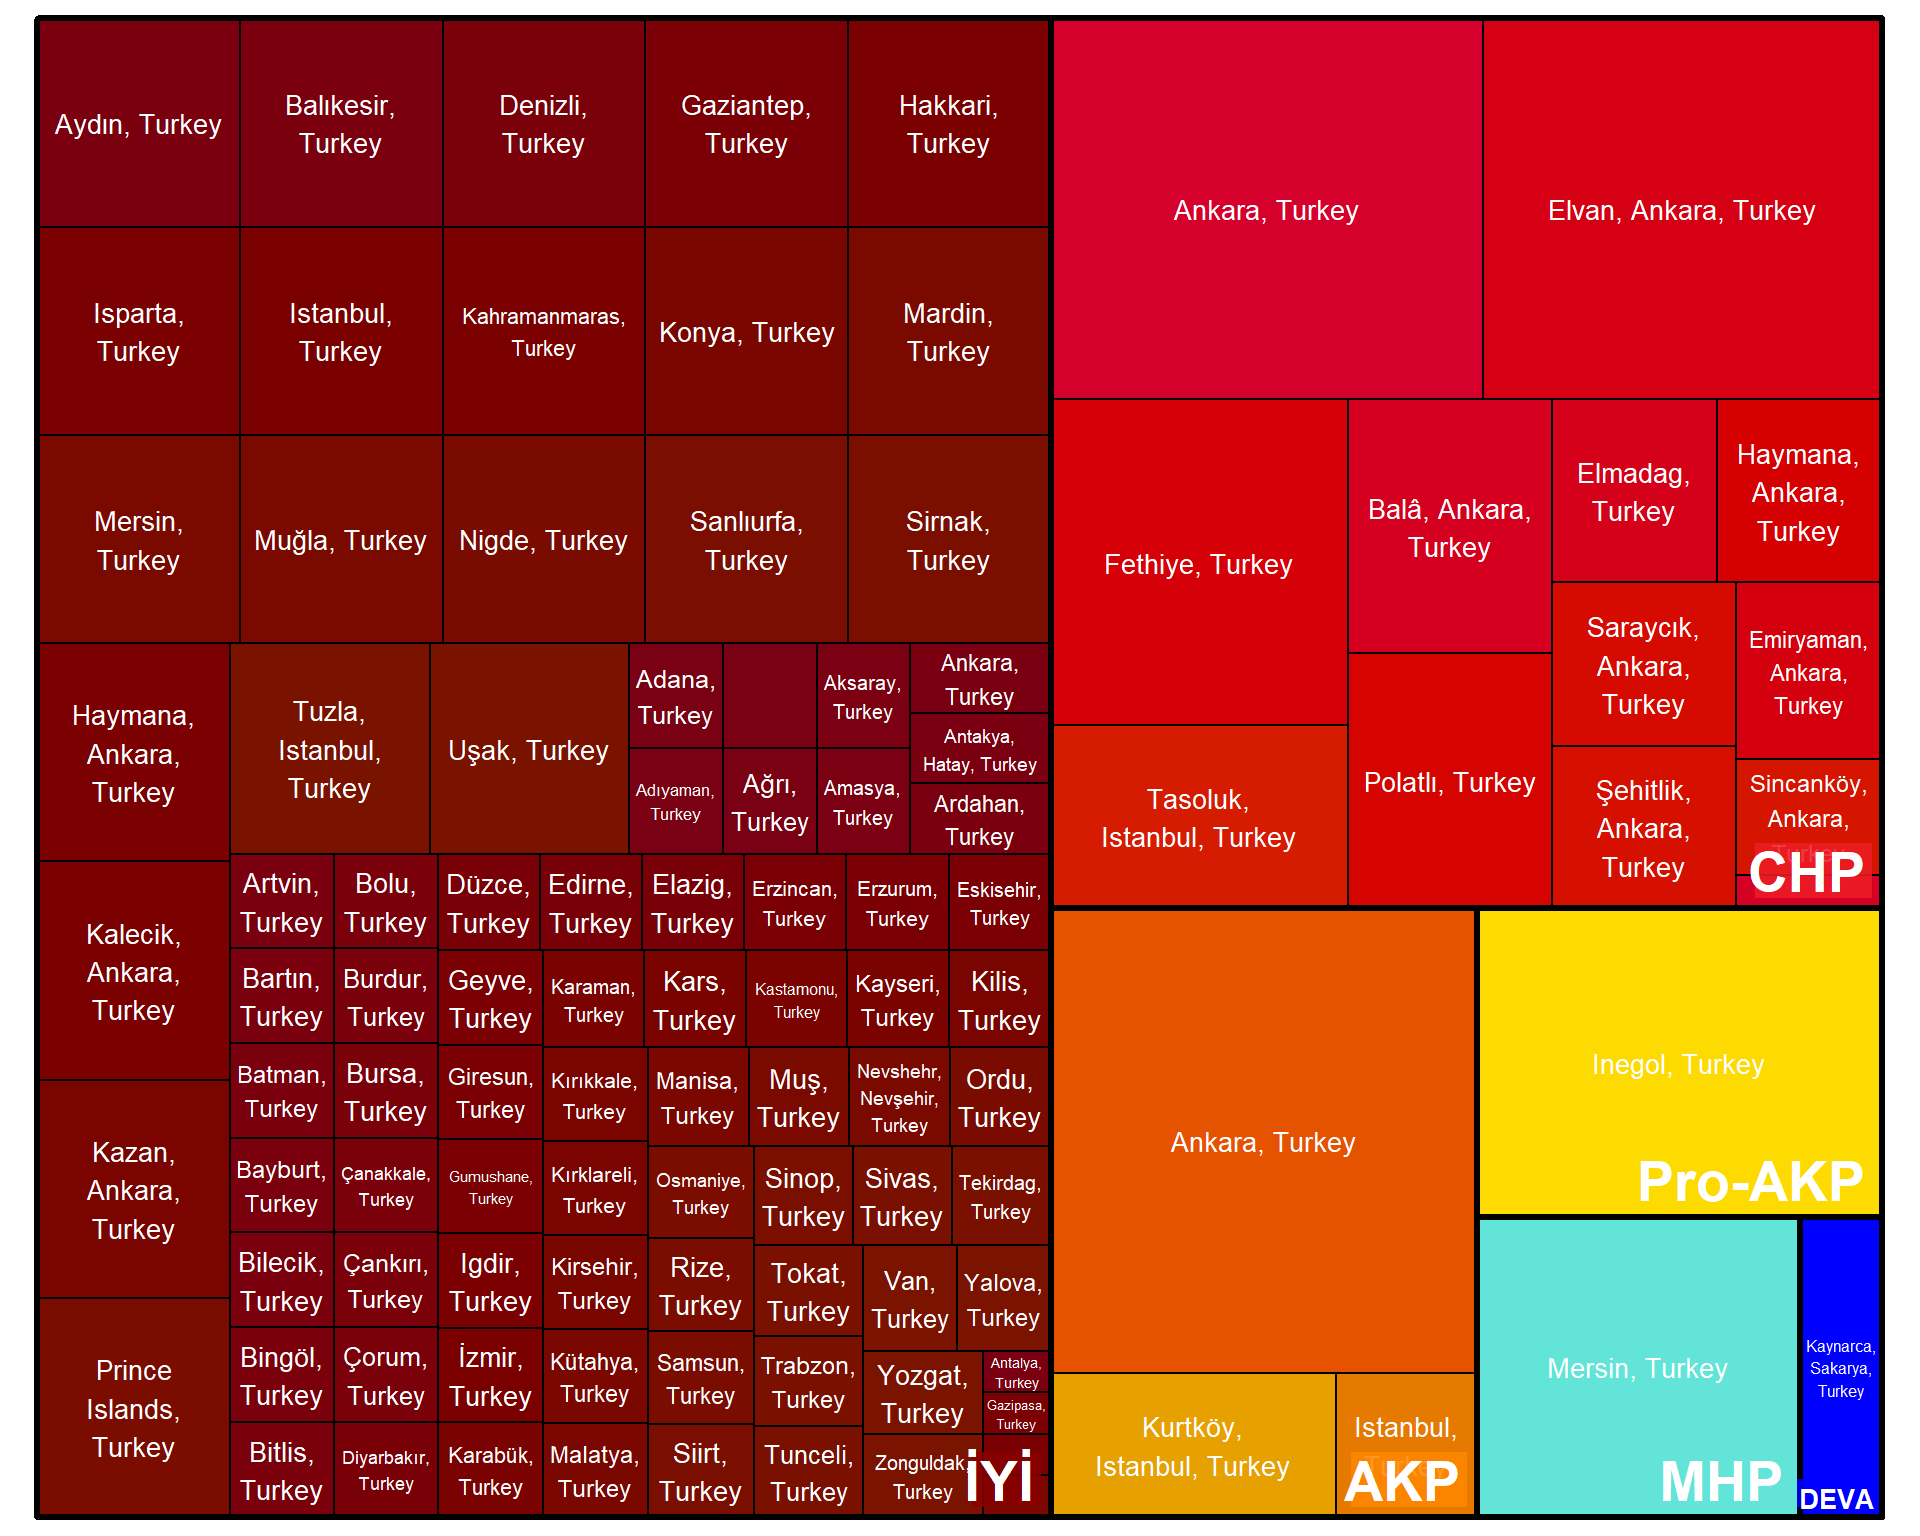 Aydın, Turkey
Balıkesir,
Turkey
Denizli,
Turkey
Gaziantep,
Turkey
Hakkari,
Turkey
Isparta,
Turkey
Istanbul,
Turkey
Kahramanmaras,
Turkey
Konya, Turkey
Mardin,
Turkey
Mersin,
Turkey
Muğla, Turkey
Nigde, Turkey
Sanlıurfa,
Turkey
Sirnak,
Turkey
Haymana,
Ankara,
Turkey
Kalecik,
Ankara,
Turkey
Kazan,
Ankara,
Turkey
Prince
Islands,
Turkey
Tuzla,
Istanbul,
Turkey
Uşak, Turkey
Adana,
Turkey
Adıyaman,
Turkey
Ağrı,
Turkey
Aksaray,
Turkey
Amasya,
Turkey
Ankara,
Turkey
Antakya,
Hatay, Turkey
Ardahan,
Turkey
Artvin,
Turkey
Bartın,
Turkey
Batman,
Turkey
Bayburt,
Turkey
Bilecik,
Turkey
Bingöl,
Turkey
Bitlis,
Turkey
Bolu,
Turkey
Burdur,
Turkey
Bursa,
Turkey
Çanakkale,
Turkey
Çankırı,
Turkey
Çorum,
Turkey
Diyarbakır,
Turkey
Düzce,
Turkey
Edirne,
Turkey
Elazig,
Turkey
Erzincan,
Turkey
Erzurum,
Turkey
Eskisehir,
Turkey
Geyve,
Turkey
Giresun,
Turkey
Gumushane,
Turkey
Igdir,
Turkey
İzmir,
Turkey
Karabük,
Turkey
Karaman,
Turkey
Kars,
Turkey
Kastamonu,
Turkey
Kayseri,
Turkey
Kilis,
Turkey
Kırıkkale,
Turkey
Kırklareli,
Turkey
Kirsehir,
Turkey
Kütahya,
Turkey
Malatya,
Turkey
Manisa,
Turkey
Muş,
Turkey
Nevshehr,
Nevşehir,
Turkey
Ordu,
Turkey
Osmaniye,
Turkey
Rize,
Turkey
Samsun,
Turkey
Siirt,
Turkey
Sinop,
Turkey
Sivas,
Turkey
Tekirdag,
Turkey
Tokat,
Turkey
Trabzon,
Turkey
Tunceli,
Turkey
Van,
Turkey
Yalova,
Turkey
Yozgat,
Turkey
Zonguldak,
Turkey
Antalya,
Turkey
Gazipasa,
Turkey
İYİ
Ankara, Turkey
Elvan, Ankara, Turkey
Fethiye, Turkey
Tasoluk,
Istanbul, Turkey
Balâ, Ankara,
Turkey
Polatlı, Turkey
Elmadag,
Turkey
Haymana,
Ankara,
Turkey
Saraycık,
Ankara,
Turkey
Şehitlik,
Ankara,
Turkey
Emiryaman,
Ankara,
Turkey
Sincanköy,
Ankara,
Turkey
CHP
Ankara, Turkey
Kurtköy,
Istanbul, Turkey
Istanbul,
Turkey
AKP
Inegol, Turkey
Pro-AKP
Mersin, Turkey
MHP
Kaynarca,
Sakarya,
Turkey
DEVA